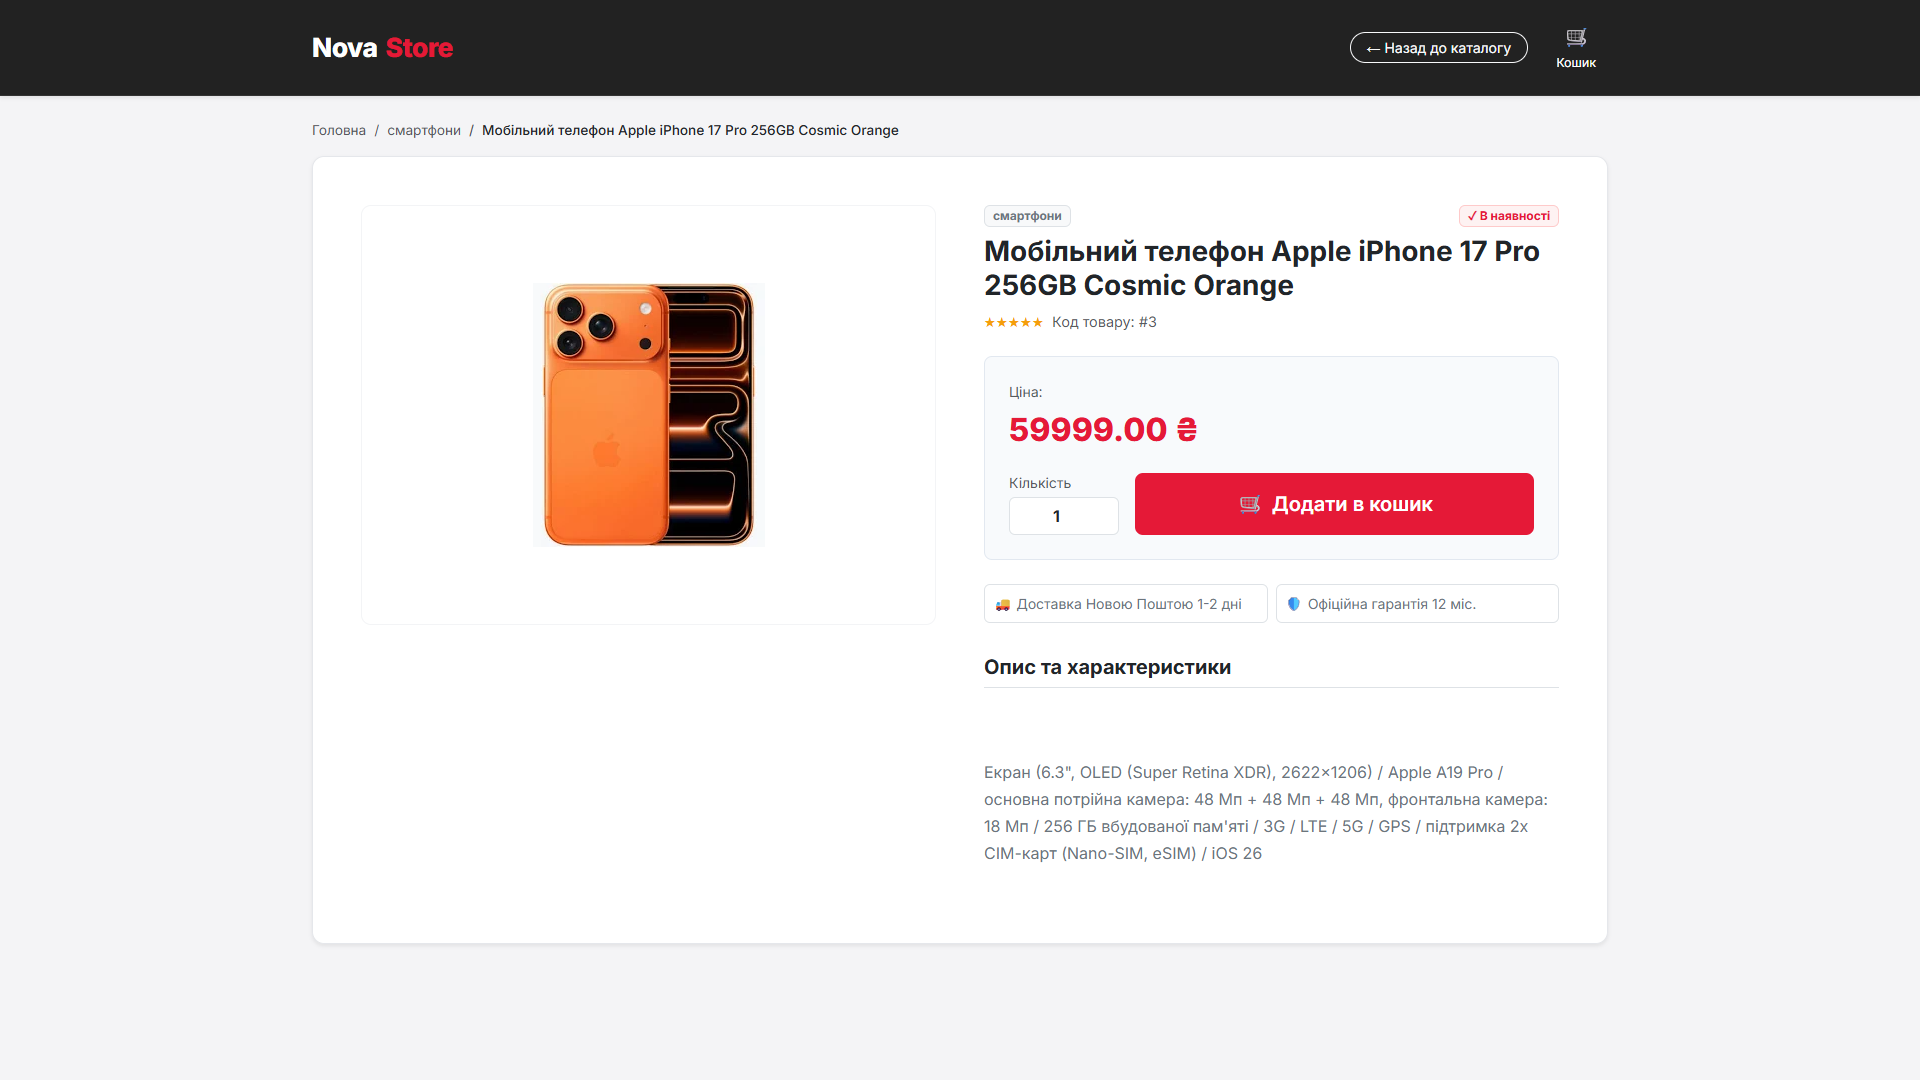 Nova Store
← Назад до каталогу
Кошик
Головна / смартфони / Мобільний телефон Apple iPhone 17 Pro 256GB Cosmic Orange
смартфони
✓ В наявності
Мобільний телефон Apple iPhone 17 Pro
256GB Cosmic Orange
★★★★★ Код товару: #3
Ціна:
59999.00 ₴
Кількість
1
🛒 Додати в кошик
🚚 Доставка Новою Поштою 1-2 дні
🛡️ Офіційна гарантія 12 міс.
Опис та характеристики
Екран (6.3", OLED (Super Retina XDR), 2622×1206) / Apple A19 Pro /
основна потрійна камера: 48 Мп + 48 Мп + 48 Мп, фронтальна камера:
18 Мп / 256 ГБ вбудованої пам'яті / 3G / LTE / 5G / GPS / підтримка 2х
СІМ-карт (Nano-SIM, eSIM) / iOS 26